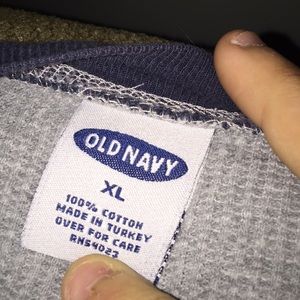 OLD NAVY
XL
100% COTTON
MADE IN TURKEY
OVER FOR CARE
RN54023